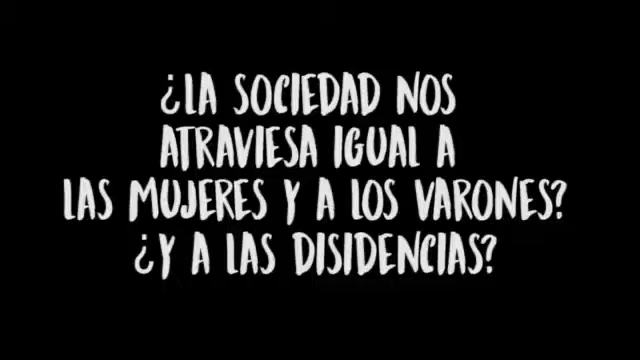 ¿LA SOCIEDAD NOS
ATRAVIESA IGUAL A
LAS MUJERES Y A LOS VARONES?
¿Y A LAS DISIDENCIAS?